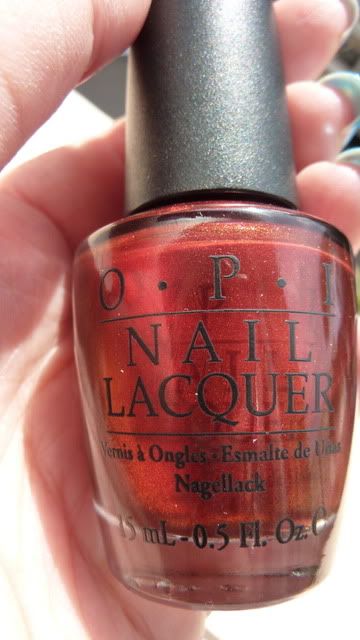 O · P · I
NAIL
LACQUER
Vernis à Ongles - Esmalte de Uñas
Nagellack
15 mL - 0.5 Fl. Oz.